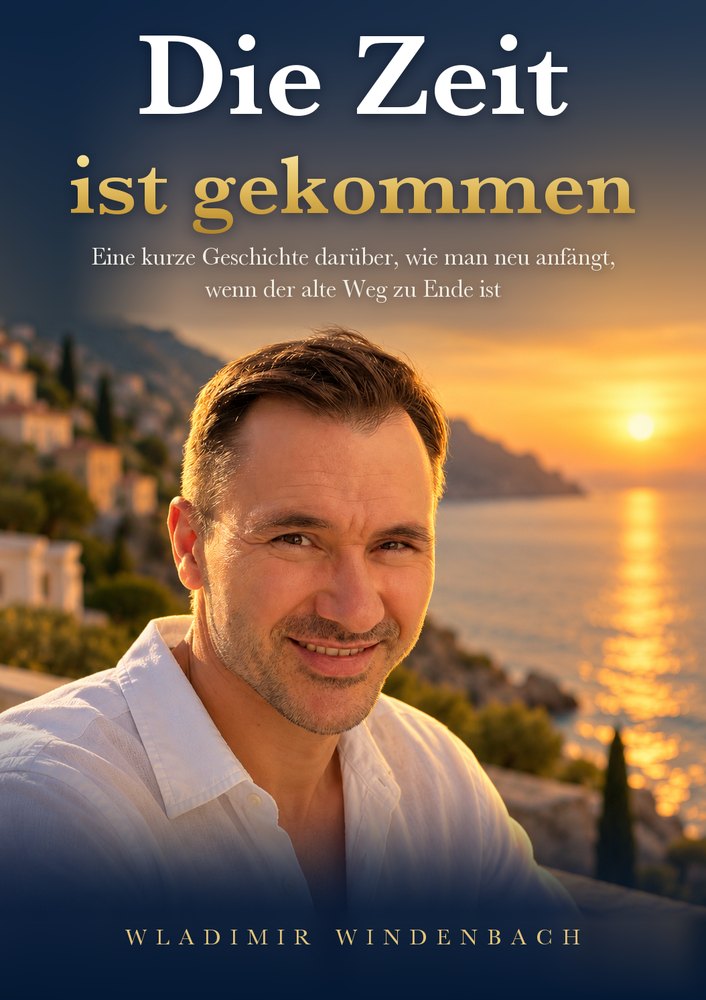 Die Zeit
ist gekommen
Eine kurze Geschichte darüber, wie man neu anfängt,
wenn der alte Weg zu Ende ist
WLADIMIR WINDENBACH